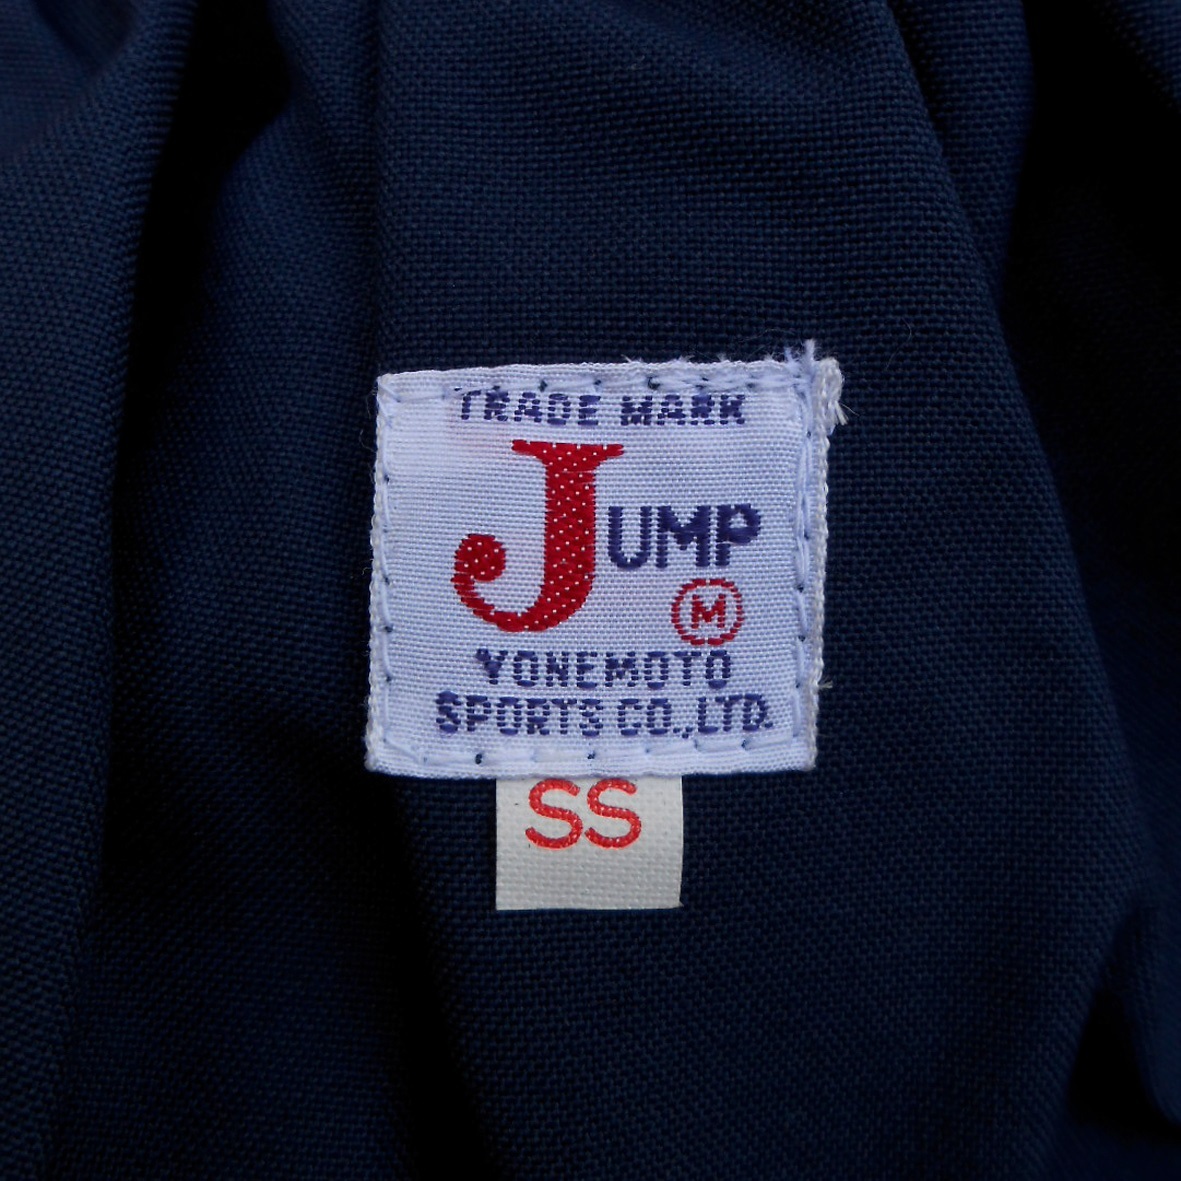 TRADE MARK
JUMP
M
YONEMOTO
SPORTS CO.,LTD.
SS